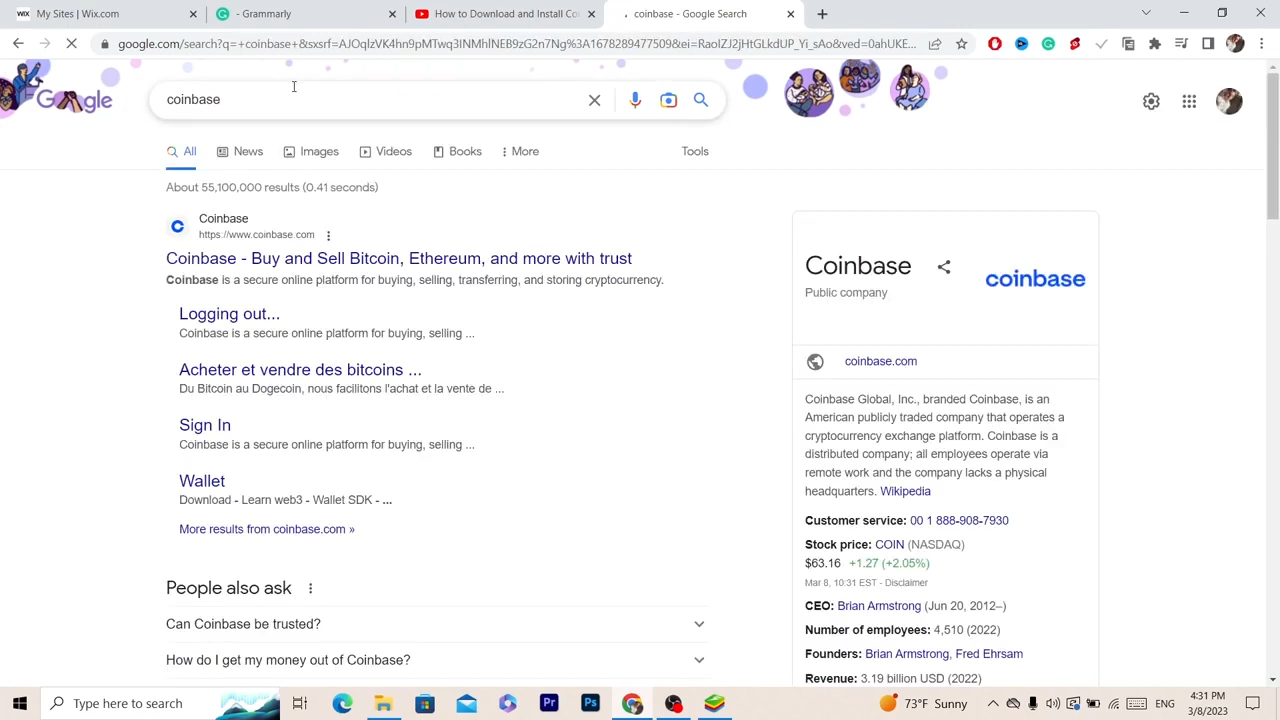 My Sites | Wix.com
- Grammarly
How to Download and Install Co
coinbase - Google Search
google.com/search?q=+coinbase+&sxsrf=AJOqlzVK4hn9pMTwq3INMfilNEB9zG2n7Ng%3A1678289477509&ei=RaoIZJ2jHtGLkdUP_Yi_sAo&ved=0ahUKE...
Google
coinbase
All
News
Images
Videos
Books
More
Tools
About 55,100,000 results (0.41 seconds)
Coinbase
https://www.coinbase.com
Coinbase - Buy and Sell Bitcoin, Ethereum, and more with trust
Coinbase is a secure online platform for buying, selling, transferring, and storing cryptocurrency.
Logging out...
Coinbase is a secure online platform for buying, selling ...
Acheter et vendre des bitcoins ...
Du Bitcoin au Dogecoin, nous facilitons l'achat et la vente de ...
Sign In
Coinbase is a secure online platform for buying, selling ...
Wallet
Download - Learn web3 - Wallet SDK - ...
More results from coinbase.com »
People also ask
Can Coinbase be trusted?
How do I get my money out of Coinbase?
Coinbase
Public company
coinbase
coinbase.com
Coinbase Global, Inc., branded Coinbase, is an
American publicly traded company that operates a
cryptocurrency exchange platform. Coinbase is a
distributed company; all employees operate via
remote work and the company lacks a physical
headquarters. Wikipedia
Customer service: 00 1 888-908-7930
Stock price: COIN (NASDAQ)
$63.16 +1.27 (+2.05%)
Mar 8, 10:31 EST - Disclaimer
CEO: Brian Armstrong (Jun 20, 2012–)
Number of employees: 4,510 (2022)
Founders: Brian Armstrong, Fred Ehrsam
Revenue: 3.19 billion USD (2022)
Type here to search
73°F Sunny
ENG
4:31 PM
3/8/2023